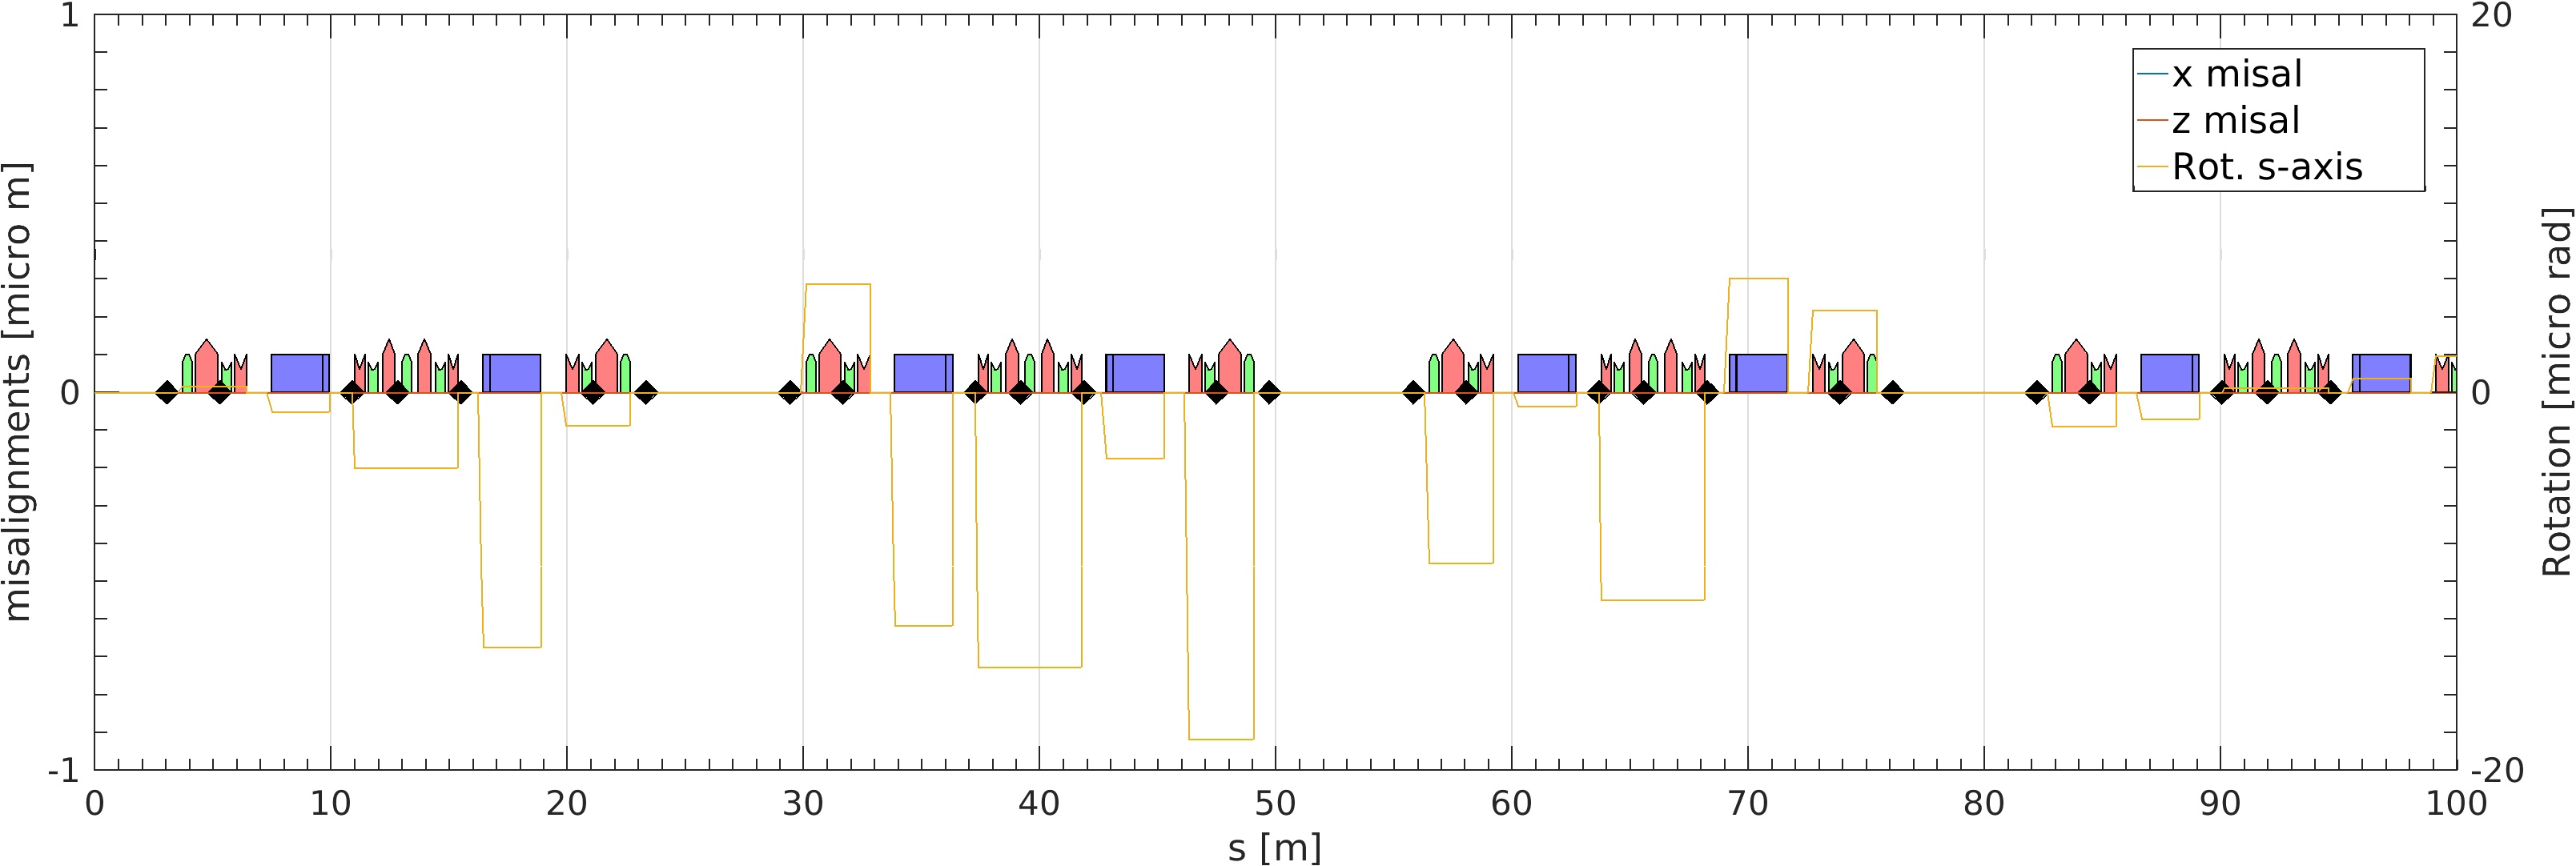 1
0
-1
misalignments [micro m]
20
0
-20
Rotation [micro rad]
x misal
z misal
Rot. s-axis
0 10 20 30 40 50 60 70 80 90 100
s [m]